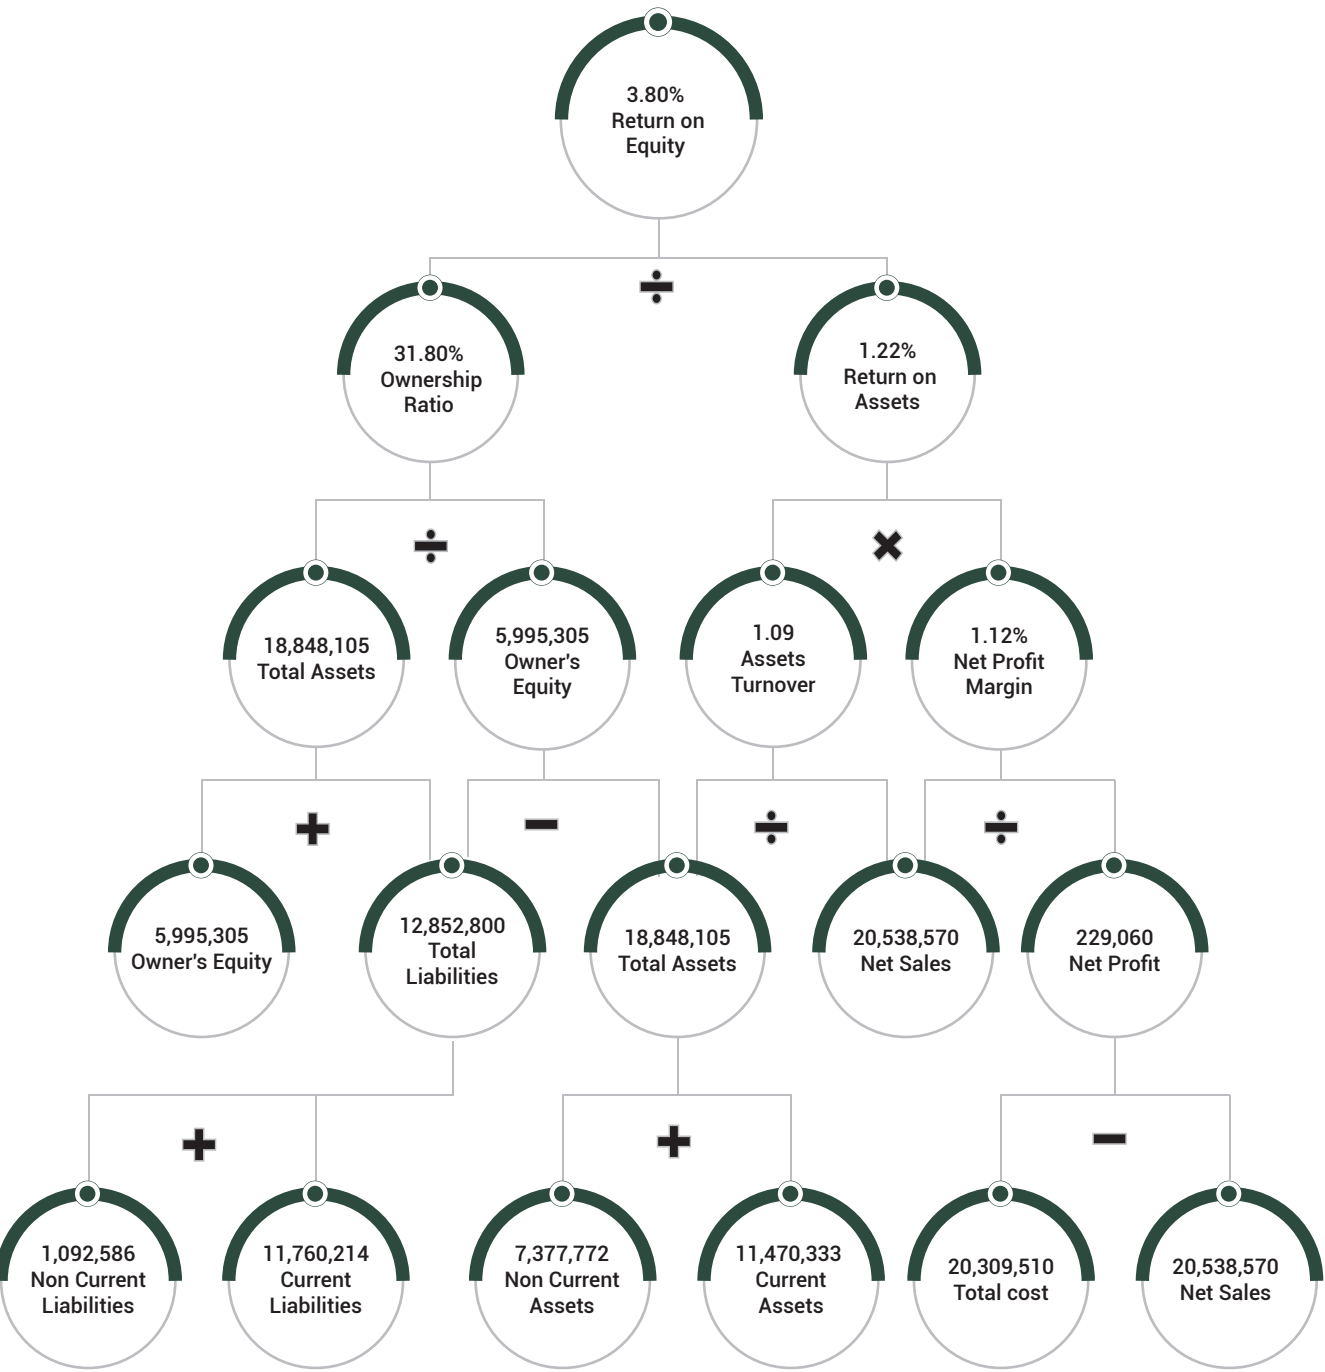 3.80%
Return on
Equity
÷
31.80%
Ownership
Ratio
1.22%
Return on
Assets
÷
×
18,848,105
Total Assets
5,995,305
Owner's
Equity
1.09
Assets
Turnover
1.12%
Net Profit
Margin
+
−
÷
÷
5,995,305
Owner's Equity
12,852,800
Total
Liabilities
18,848,105
Total Assets
20,538,570
Net Sales
229,060
Net Profit
+
+
−
1,092,586
Non Current
Liabilities
11,760,214
Current
Liabilities
7,377,772
Non Current
Assets
11,470,333
Current
Assets
20,309,510
Total cost
20,538,570
Net Sales